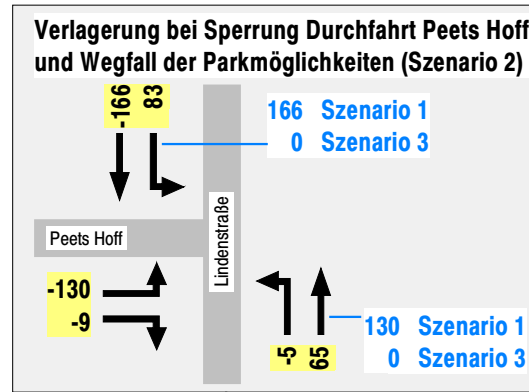 Verlagerung bei Sperrung Durchfahrt Peets Hoff
und Wegfall der Parkmöglichkeiten (Szenario 2)
-166
83
166 Szenario 1
0 Szenario 3
Lindenstraße
Peets Hoff
-130
-9
-5
65
130 Szenario 1
0 Szenario 3